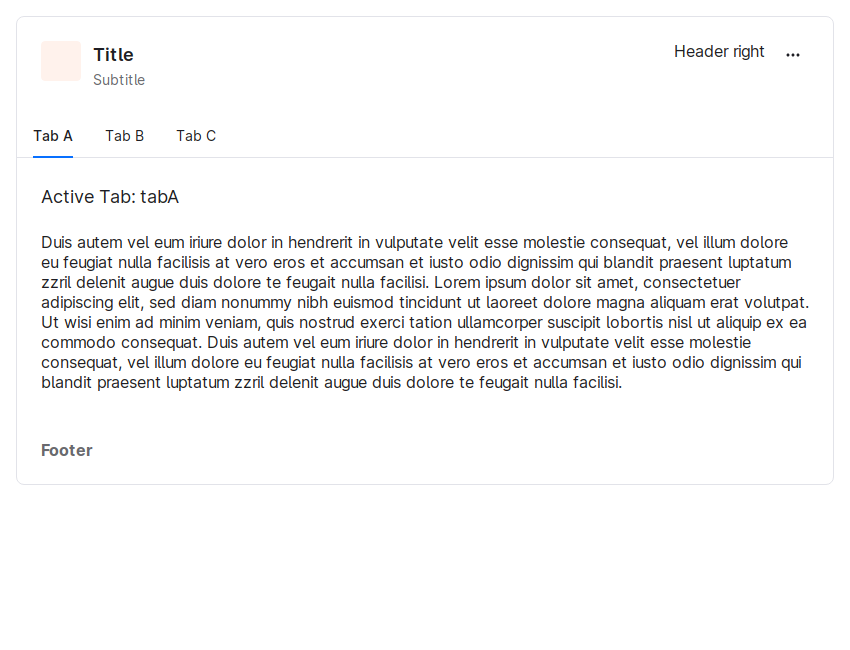 Title
Header right
Subtitle
Tab A Tab B Tab C
Active Tab: tabA
Duis autem vel eum iriure dolor in hendrerit in vulputate velit esse molestie consequat, vel illum dolore
eu feugiat nulla facilisis at vero eros et accumsan et iusto odio dignissim qui blandit praesent luptatum
zzril delenit augue duis dolore te feugait nulla facilisi. Lorem ipsum dolor sit amet, consectetuer
adipiscing elit, sed diam nonummy nibh euismod tincidunt ut laoreet dolore magna aliquam erat volutpat.
Ut wisi enim ad minim veniam, quis nostrud exerci tation ullamcorper suscipit lobortis nisl ut aliquip ex ea
commodo consequat. Duis autem vel eum iriure dolor in hendrerit in vulputate velit esse molestie
consequat, vel illum dolore eu feugiat nulla facilisis at vero eros et accumsan et iusto odio dignissim qui
blandit praesent luptatum zzril delenit augue duis dolore te feugait nulla facilisi.
Footer